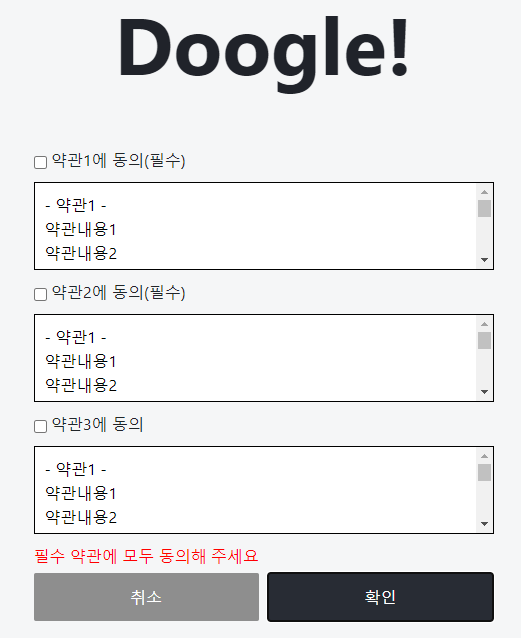 Doogle!
약관1에 동의(필수)
- 약관1 -
약관내용1
약관내용2
약관2에 동의(필수)
- 약관1 -
약관내용1
약관내용2
약관3에 동의
- 약관1 -
약관내용1
약관내용2
필수 약관에 모두 동의해 주세요
취소
확인